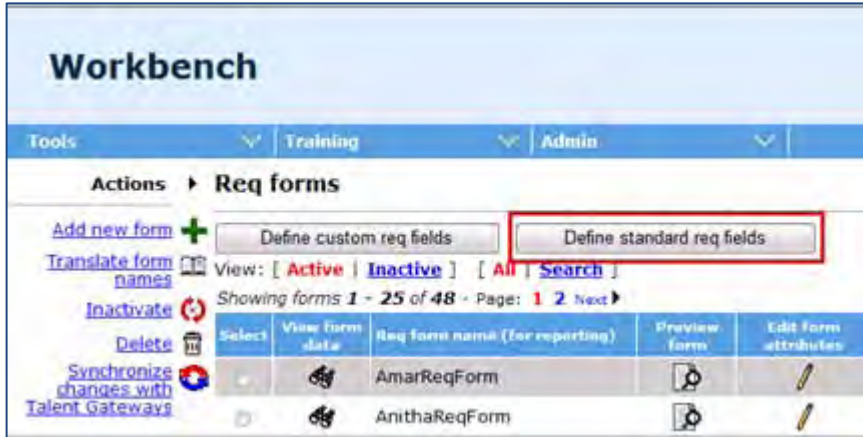 Workbench
Tools Training Admin
Actions Req forms
Add new form
Translate form
names
Inactivate
Delete
Synchronize
changes with
Talent Gateways
Define custom req fields Define standard req fields
View: [ Active | Inactive ] [ All | Search ]
Showing forms 1 - 25 of 48 - Page: 1 2 Next
Select View form data Req form name (for reporting) Preview form Edit form attributes
AmarReqForm
AnithaReqForm